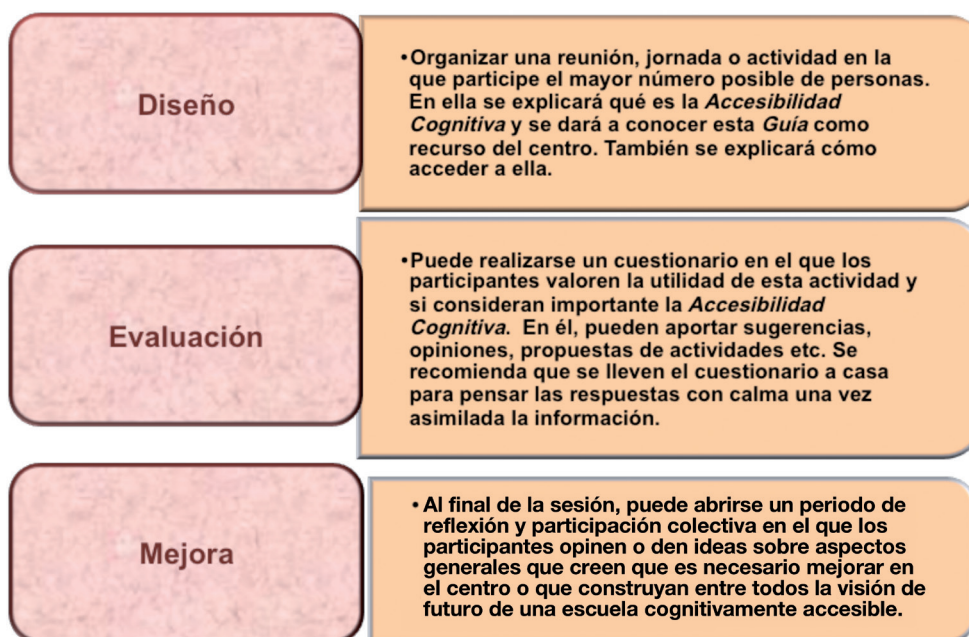 Diseño
•Organizar una reunión, jornada o actividad en la
que participe el mayor número posible de personas.
En ella se explicará qué es la Accesibilidad
Cognitiva y se dará a conocer esta Guía como
recurso del centro. También se explicará cómo
acceder a ella.
Evaluación
•Puede realizarse un cuestionario en el que los
participantes valoren la utilidad de esta actividad y
si consideran importante la Accesibilidad
Cognitiva. En él, pueden aportar sugerencias,
opiniones, propuestas de actividades etc. Se
recomienda que se lleven el cuestionario a casa
para pensar las respuestas con calma una vez
asimilada la información.
Mejora
• Al final de la sesión, puede abrirse un periodo de
reflexión y participación colectiva en el que los
participantes opinen o den ideas sobre aspectos
generales que creen que es necesario mejorar en
el centro o que construyan entre todos la visión de
futuro de una escuela cognitivamente accesible.